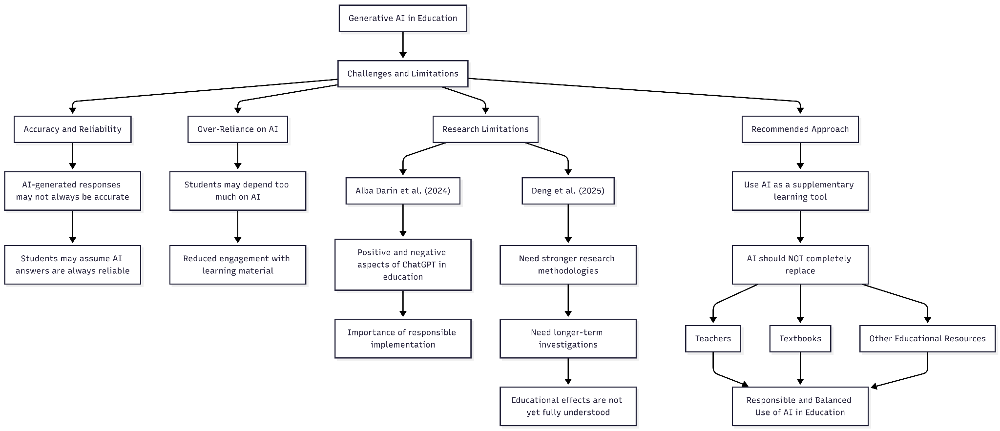 Generative AI in Education
Challenges and Limitations
Accuracy and Reliability
Over-Reliance on AI
Research Limitations
Recommended Approach
AI-generated responses
may not always be accurate
Students may depend too
much on AI
Alba Darin et al. (2024)
Deng et al. (2025)
Use AI as a supplementary
learning tool
Students may assume AI
answers are always reliable
Reduced engagement with
learning material
Positive and negative
aspects of ChatGPT in
education
Need stronger research
methodologies
AI should NOT completely
replace
Importance of responsible
implementation
Need longer-term
investigations
Teachers
Textbooks
Other Educational Resources
Educational effects are not
yet fully understood
Responsible and Balanced
Use of AI in Education